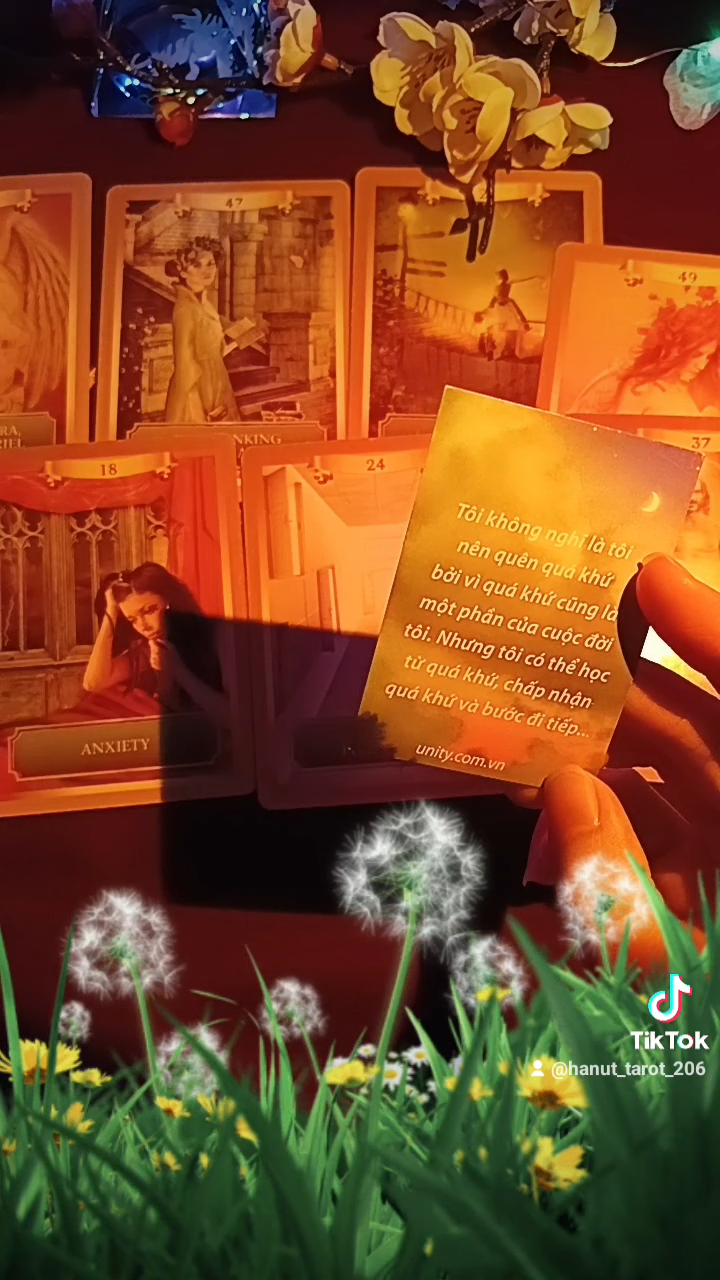 47
49
18
24
37
ANXIETY
Tôi không nghĩ là tôi
nên quên quá khứ
bởi vì quá khứ cũng là
một phần của cuộc đời
tôi. Nhưng tôi có thể học
từ quá khứ, chấp nhận
quá khứ và bước đi tiếp...
unity.com.vn
TikTok
@hanut_tarot_206